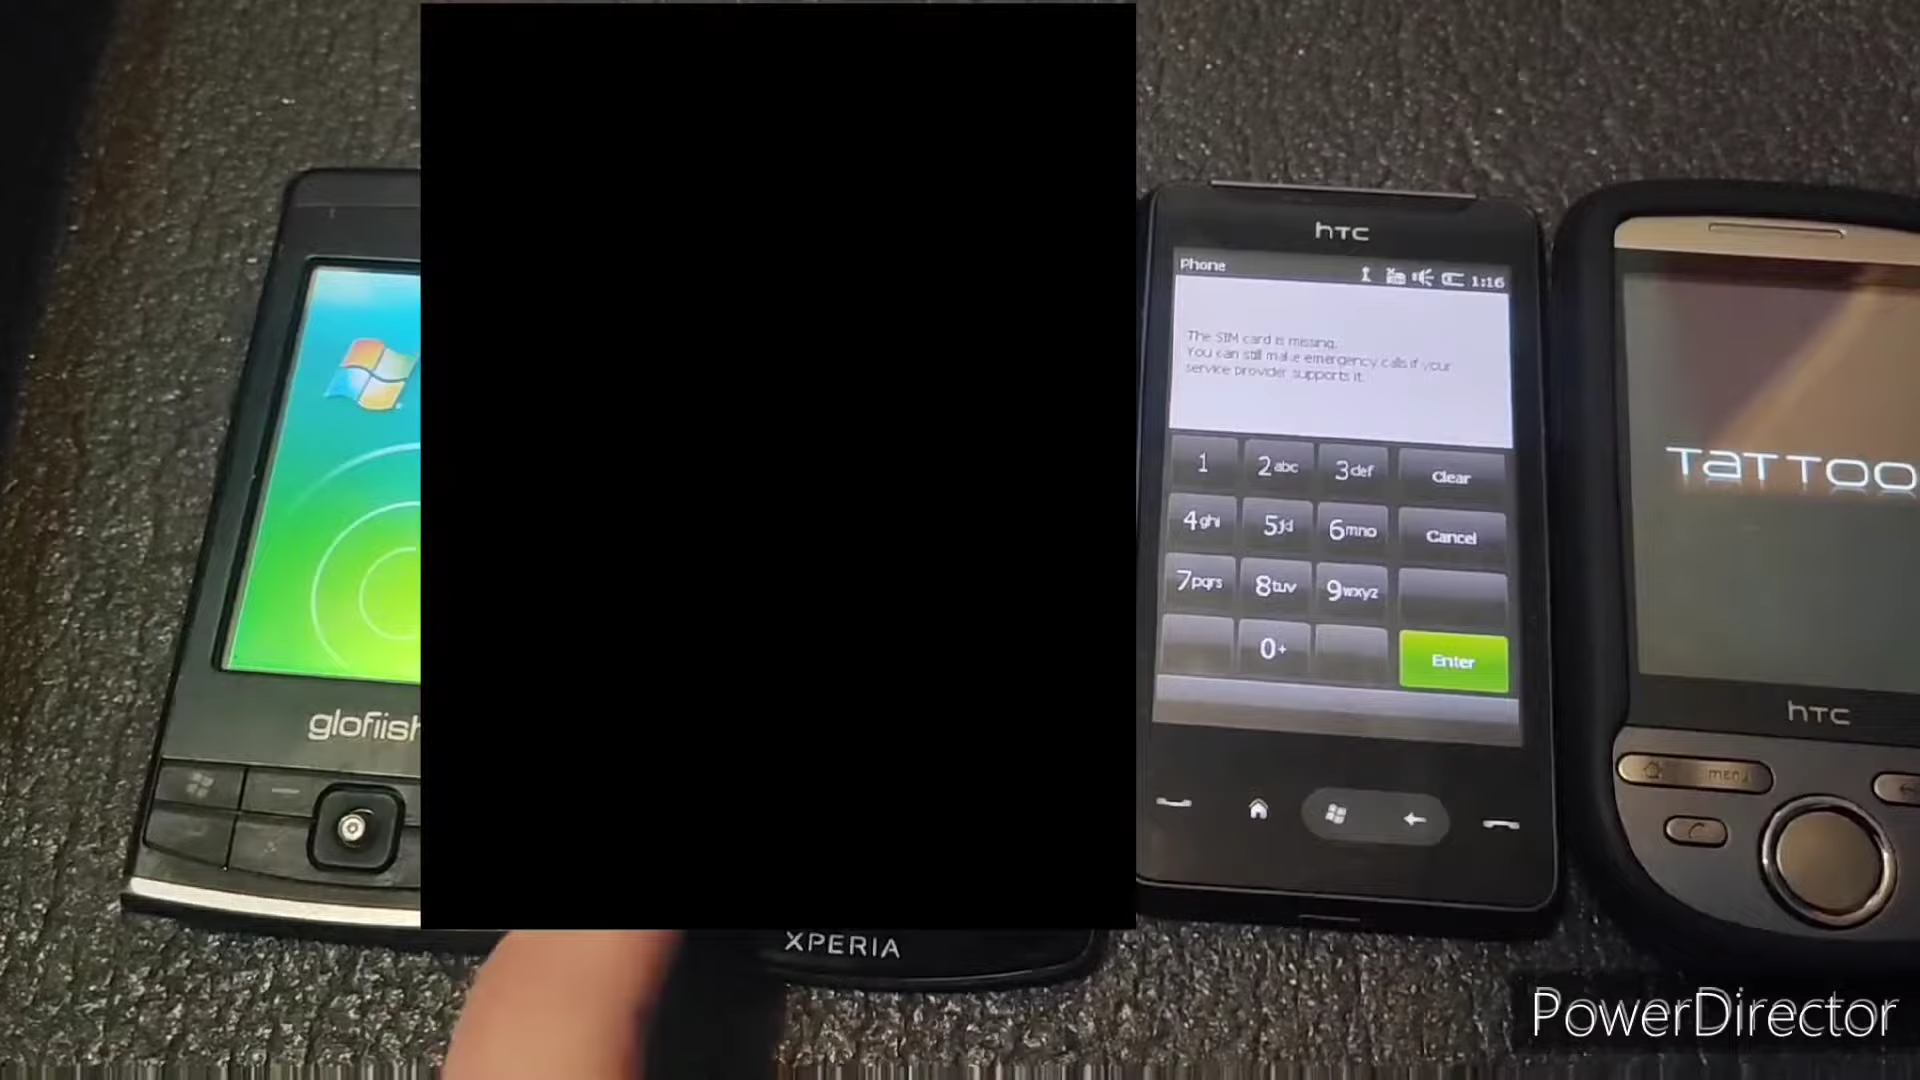 glofiish
XPERIA
hTC
Phone
1:16
The SIM card is missing.
You can still make emergency calls if your
service provider supports it.
1 2abc 3def Clear
4ghi 5jkl 6mno Cancel
7pqrs 8tuv 9wxyz
0+ Enter
TaTTOO
hTC
menu
PowerDirector